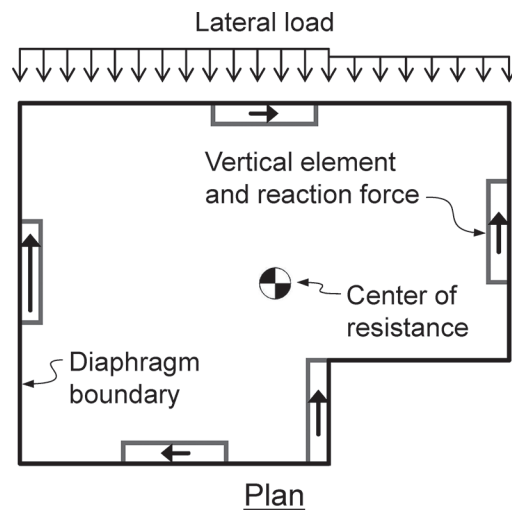 Lateral load
Vertical element
and reaction force
Center of
resistance
Diaphragm
boundary
Plan